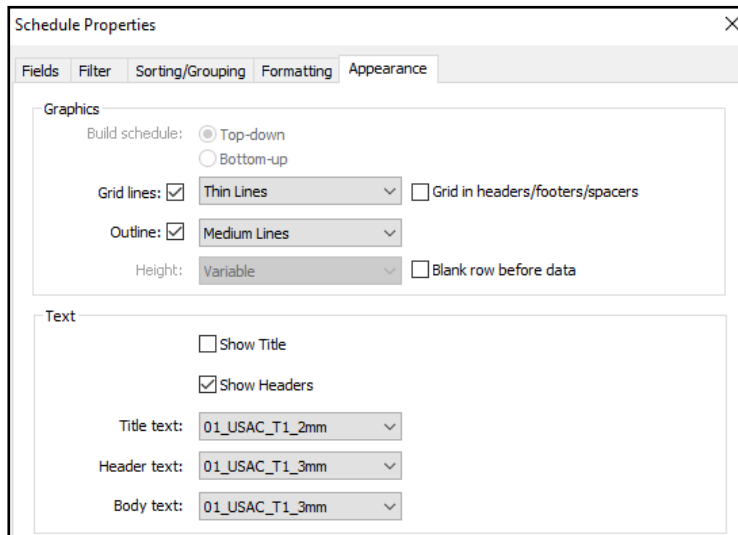 Schedule Properties
Fields Filter Sorting/Grouping Formatting Appearance
Graphics
Build schedule: Top-down
Bottom-up
Grid lines: Thin Lines Grid in headers/footers/spacers
Outline: Medium Lines
Height: Variable Blank row before data
Text
Show Title
Show Headers
Title text: 01_USAC_T1_2mm
Header text: 01_USAC_T1_3mm
Body text: 01_USAC_T1_3mm